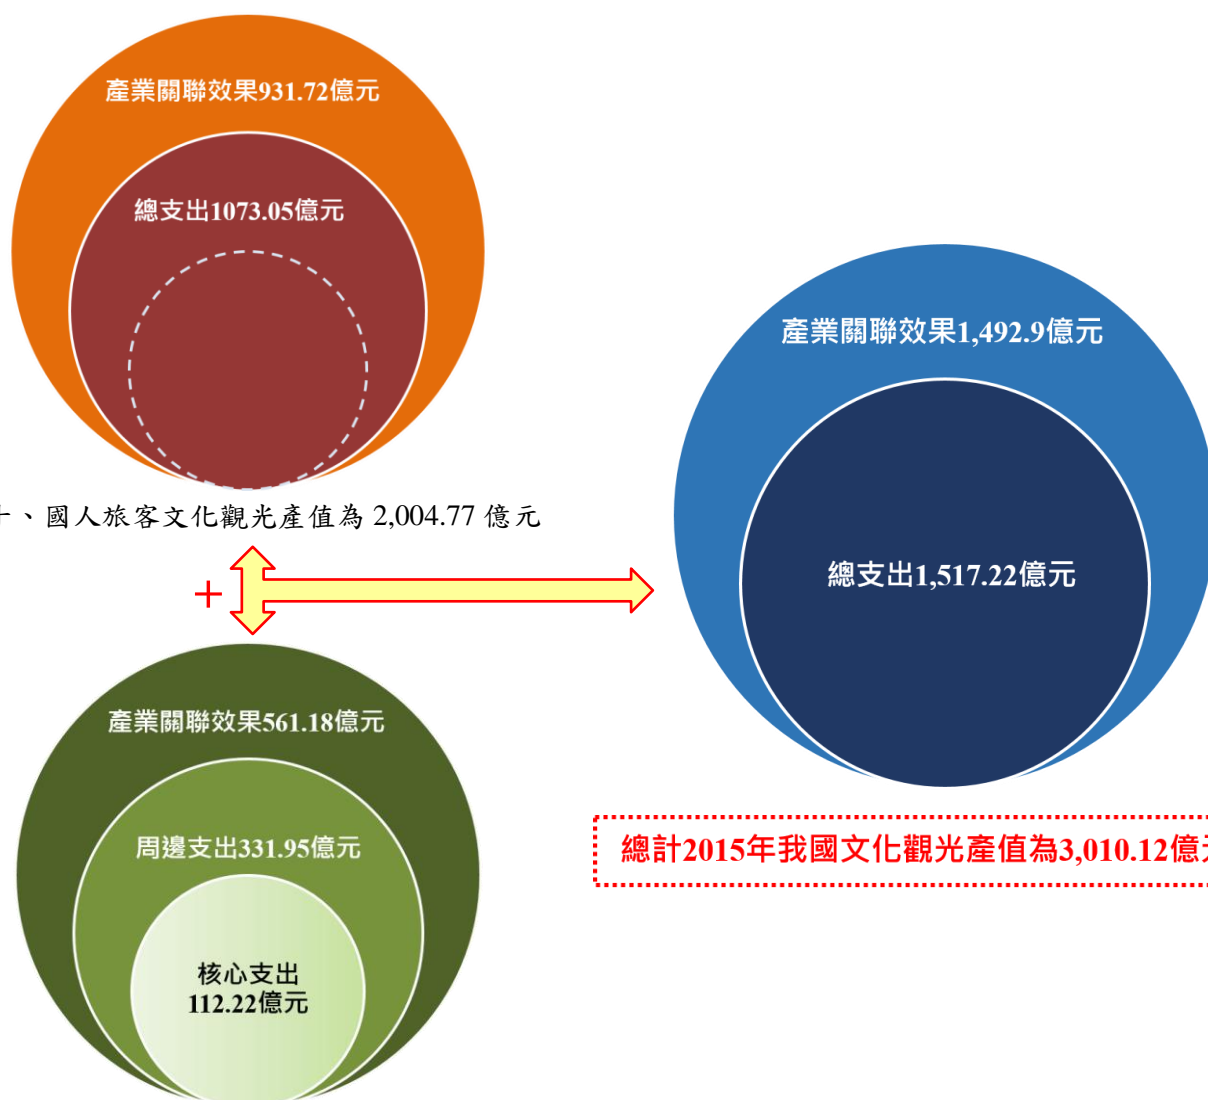 產業關聯效果931.72億元
總支出1073.05億元
、國人旅客文化觀光產值為 2,004.77 億元
+
產業關聯效果561.18億元
周邊支出331.95億元
核心支出
112.22億元
產業關聯效果1,492.9億元
總支出1,517.22億元
總計2015年我國文化觀光產值為3,010.12億